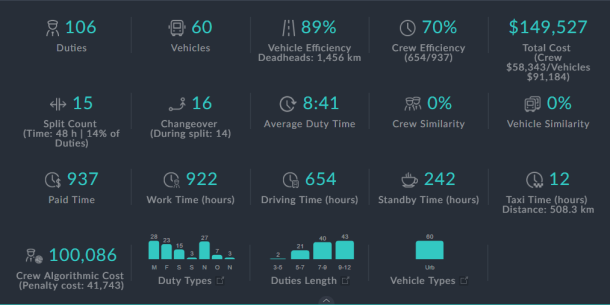 106
Duties
60
Vehicles
89%
Vehicle Efficiency
Deadheads: 1,456 km
70%
Crew Efficiency
(654/937)
$149,527
Total Cost
(Crew
$58,343/Vehicles
$91,184)
15
Split Count
(Time: 48 h | 14% of
Duties)
16
Changeover
(During split: 14)
8:41
Average Duty Time
0%
Crew Similarity
0%
Vehicle Similarity
937
Paid Time
922
Work Time (hours)
654
Driving Time (hours)
242
Standby Time (hours)
12
Taxi Time (hours)
Distance: 508.3 km
100,086
Crew Algorithmic Cost
(Penalty cost: 41,743)
29 23 15 3 27 7 3
M F S S N O N
Duty Types
2 21 40 43
3-5 5-7 7-9 9-12
Duties Length
60
Urb
Vehicle Types